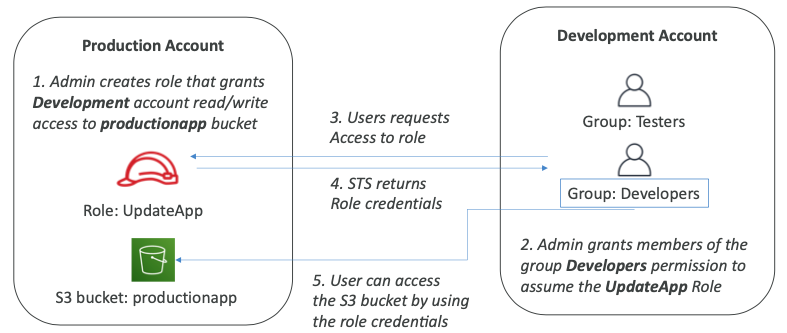 Production Account
1. Admin creates role that grants
Development account read/write
access to productionapp bucket
Role: UpdateApp
S3 bucket: productionapp
3. Users requests
Access to role
4. STS returns
Role credentials
5. User can access
the S3 bucket by using
the role credentials
Development Account
Group: Testers
Group: Developers
2. Admin grants members of the
group Developers permission to
assume the UpdateApp Role